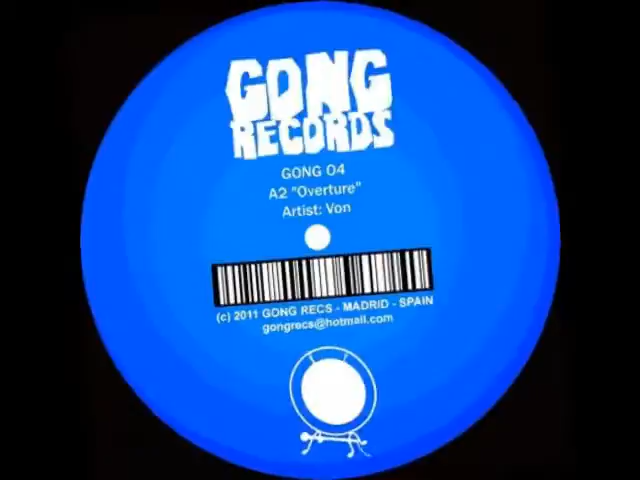 GONG
RECORDS
GONG 04
A2 "Overture"
Artist: Von
(c) 2011 GONG RECS - MADRID - SPAIN
gongrecs@hotmail.com